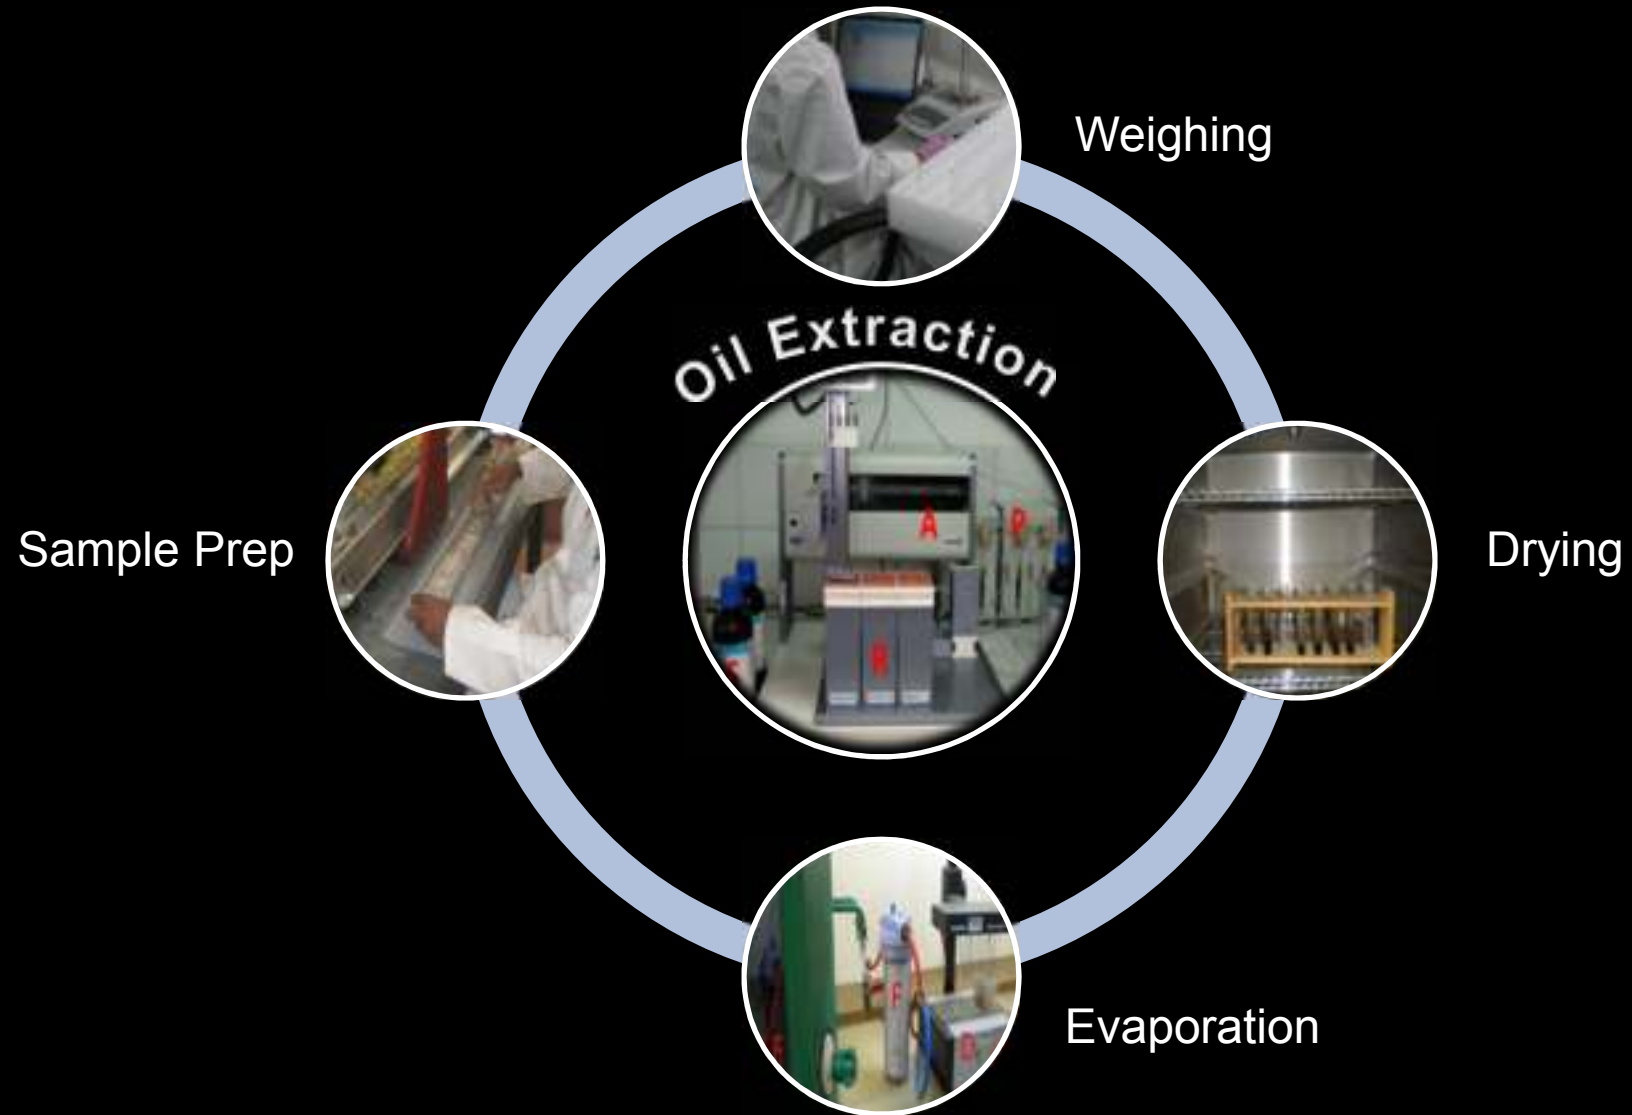 Weighing
Oil Extraction
A
P
Sample Prep
Drying
R
F
Evaporation